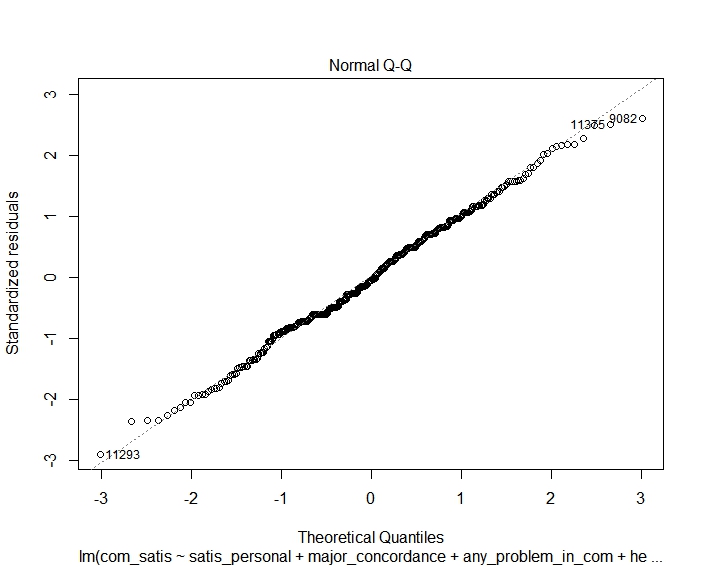 Normal Q-Q
3
2
1
0
-1
-2
-3
Standardized residuals
11375
9082
11293
-3 -2 -1 0 1 2 3
Theoretical Quantiles
lm(com_satis ~ satis_personal + major_concordance + any_problem_in_com + he ...